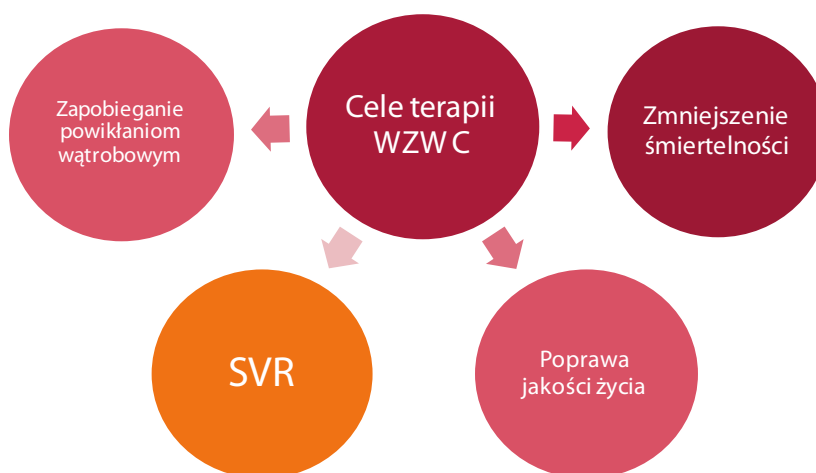 Cele terapii
WZW C
Zapobieganie
powikłaniom
wątrobowym
Zmniejszenie
śmiertelności
SVR
Poprawa
jakości życia